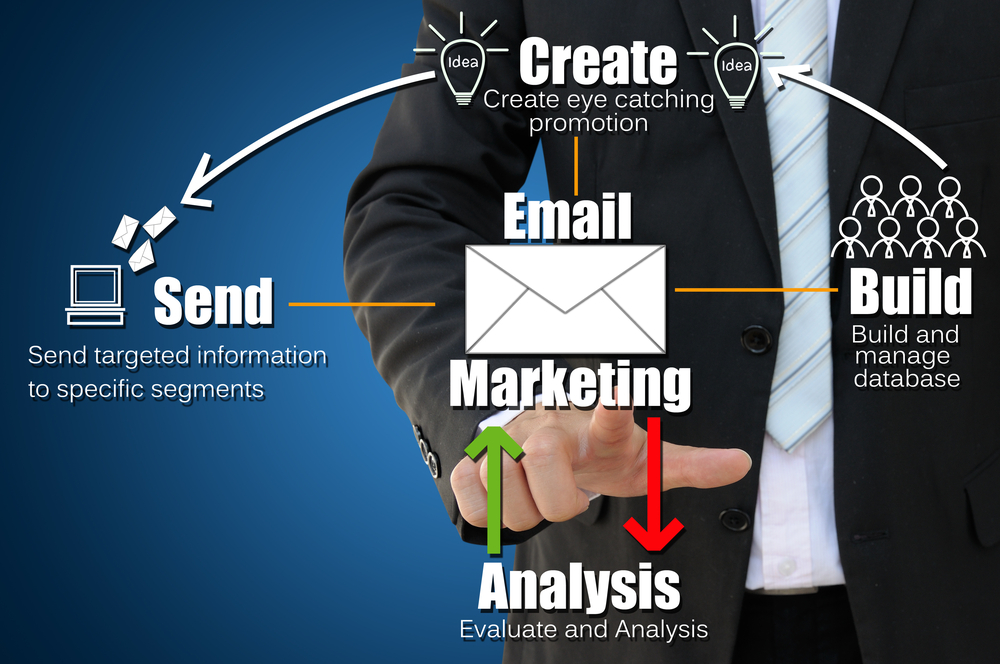 Idea
Create
Idea
Create eye catching
promotion
Email
Marketing
Send
Send targeted information
to specific segments
Build
Build and
manage
database
Analysis
Evaluate and Analysis